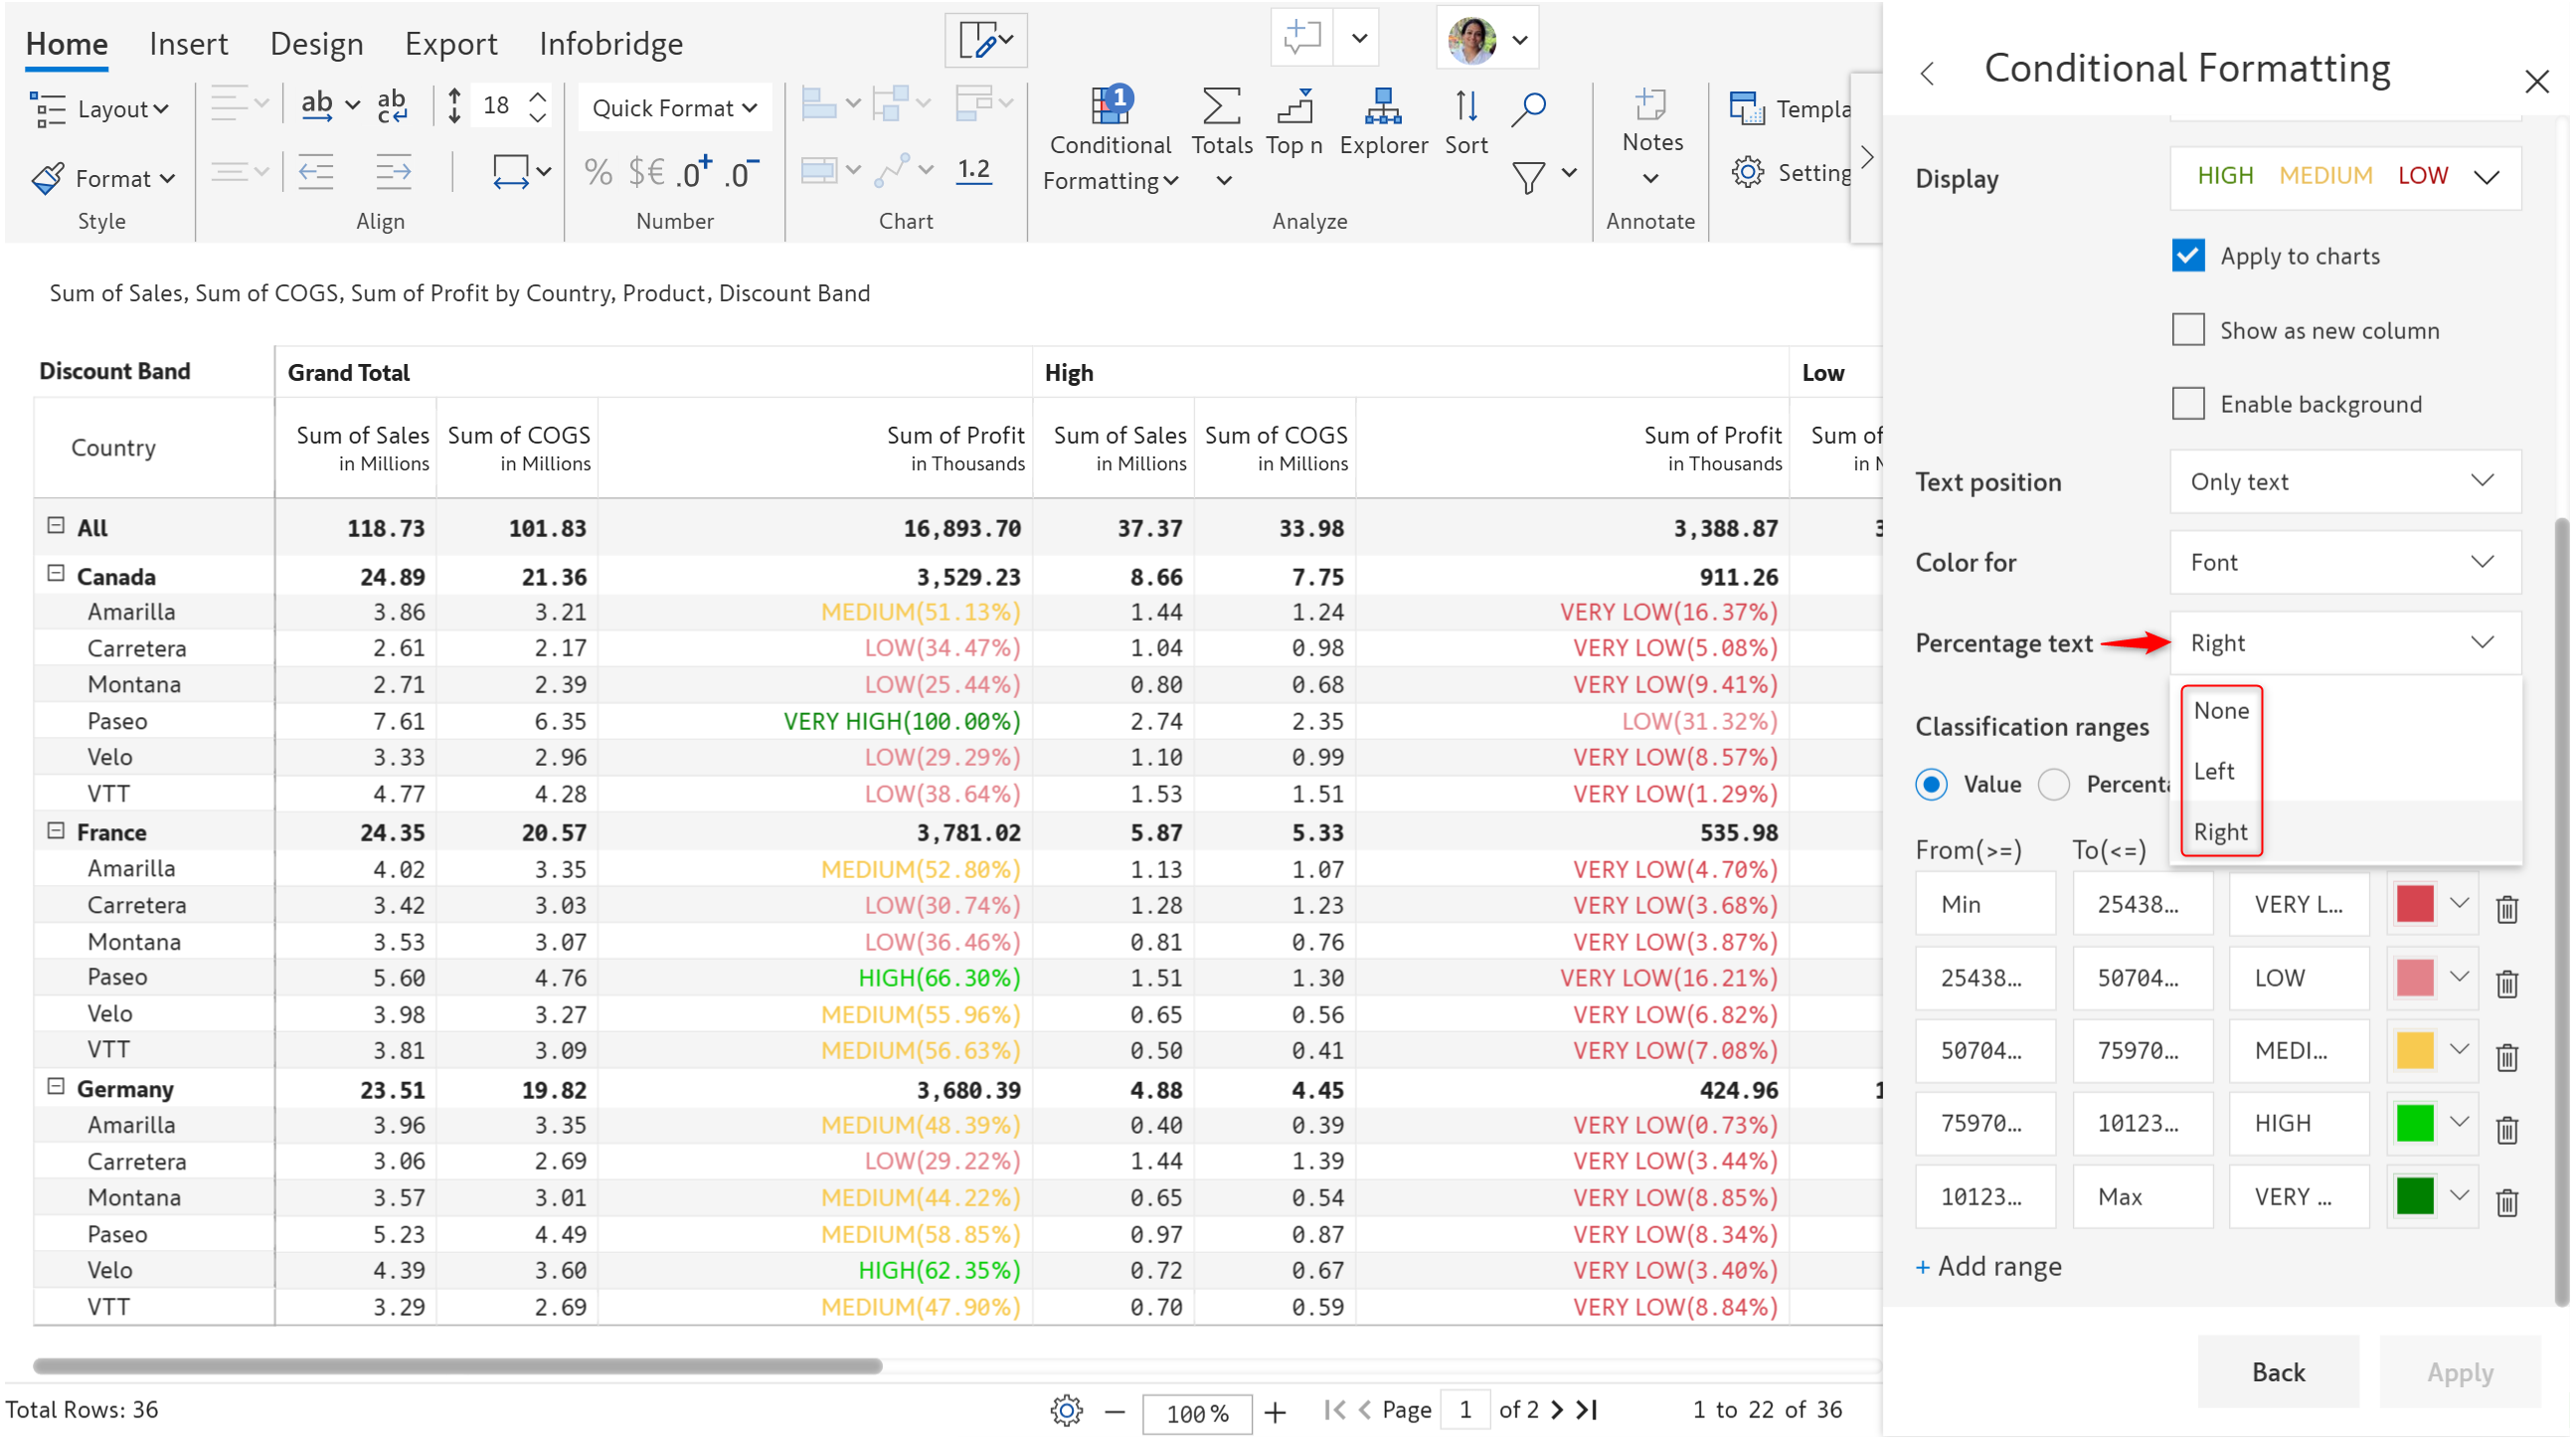 Home Insert Design Export Infobridge
Layout
Format
Style
ab
ab
c
18
Align
Quick Format
% $€ .0+ .0-
Number
1.2
Chart
1
Conditional
Formatting
Totals Top n Explorer Sort
Analyze
Notes
Annotate
Templa
Setting
Sum of Sales, Sum of COGS, Sum of Profit by Country, Product, Discount Band
Discount Band Grand Total High Low
Country
Sum of Sales Sum of COGS Sum of Profit Sum of Sales Sum of COGS Sum of Profit Sum of
in Millions in Millions in Thousands in Millions in Millions in Thousands in
All 118.73 101.83 16,893.70 37.37 33.98 3,388.87 3
Canada 24.89 21.36 3,529.23 8.66 7.75 911.26
Amarilla 3.86 3.21 MEDIUM(51.13%) 1.44 1.24 VERY LOW(16.37%)
Carretera 2.61 2.17 LOW(34.47%) 1.04 0.98 VERY LOW(5.08%)
Montana 2.71 2.39 LOW(25.44%) 0.80 0.68 VERY LOW(9.41%)
Paseo 7.61 6.35 VERY HIGH(100.00%) 2.74 2.35 LOW(31.32%)
Velo 3.33 2.96 LOW(29.29%) 1.10 0.99 VERY LOW(8.57%)
VTT 4.77 4.28 LOW(38.64%) 1.53 1.51 VERY LOW(1.29%)
France 24.35 20.57 3,781.02 5.87 5.33 535.98
Amarilla 4.02 3.35 MEDIUM(52.80%) 1.13 1.07 VERY LOW(4.70%)
Carretera 3.42 3.03 LOW(30.74%) 1.28 1.23 VERY LOW(3.68%)
Montana 3.53 3.07 LOW(36.46%) 0.81 0.76 VERY LOW(3.87%)
Paseo 5.60 4.76 HIGH(66.30%) 1.51 1.30 VERY LOW(16.21%)
Velo 3.98 3.27 MEDIUM(55.96%) 0.65 0.56 VERY LOW(6.82%)
VTT 3.81 3.09 MEDIUM(56.63%) 0.50 0.41 VERY LOW(7.08%)
Germany 23.51 19.82 3,680.39 4.88 4.45 424.96 1
Amarilla 3.96 3.35 MEDIUM(48.39%) 0.40 0.39 VERY LOW(0.73%)
Carretera 3.06 2.69 LOW(29.22%) 1.44 1.39 VERY LOW(3.44%)
Montana 3.57 3.01 MEDIUM(44.22%) 0.65 0.54 VERY LOW(8.85%)
Paseo 5.23 4.49 MEDIUM(58.85%) 0.97 0.87 VERY LOW(8.34%)
Velo 4.39 3.60 HIGH(62.35%) 0.72 0.67 VERY LOW(3.40%)
VTT 3.29 2.69 MEDIUM(47.90%) 0.70 0.59 VERY LOW(8.84%)
Total Rows: 36
100%
Page 1 of 2
1 to 22 of 36
Conditional Formatting
Display HIGH MEDIUM LOW
Apply to charts
Show as new column
Enable background
Text position Only text
Color for Font
Percentage text Right
None
Left
Right
Classification ranges
Value Percenta
From(>=) To(<=)
Min 25438... VERY L...
25438... 50704... LOW
50704... 75970... MEDI...
75970... 10123... HIGH
10123... Max VERY ...
+ Add range
Back Apply